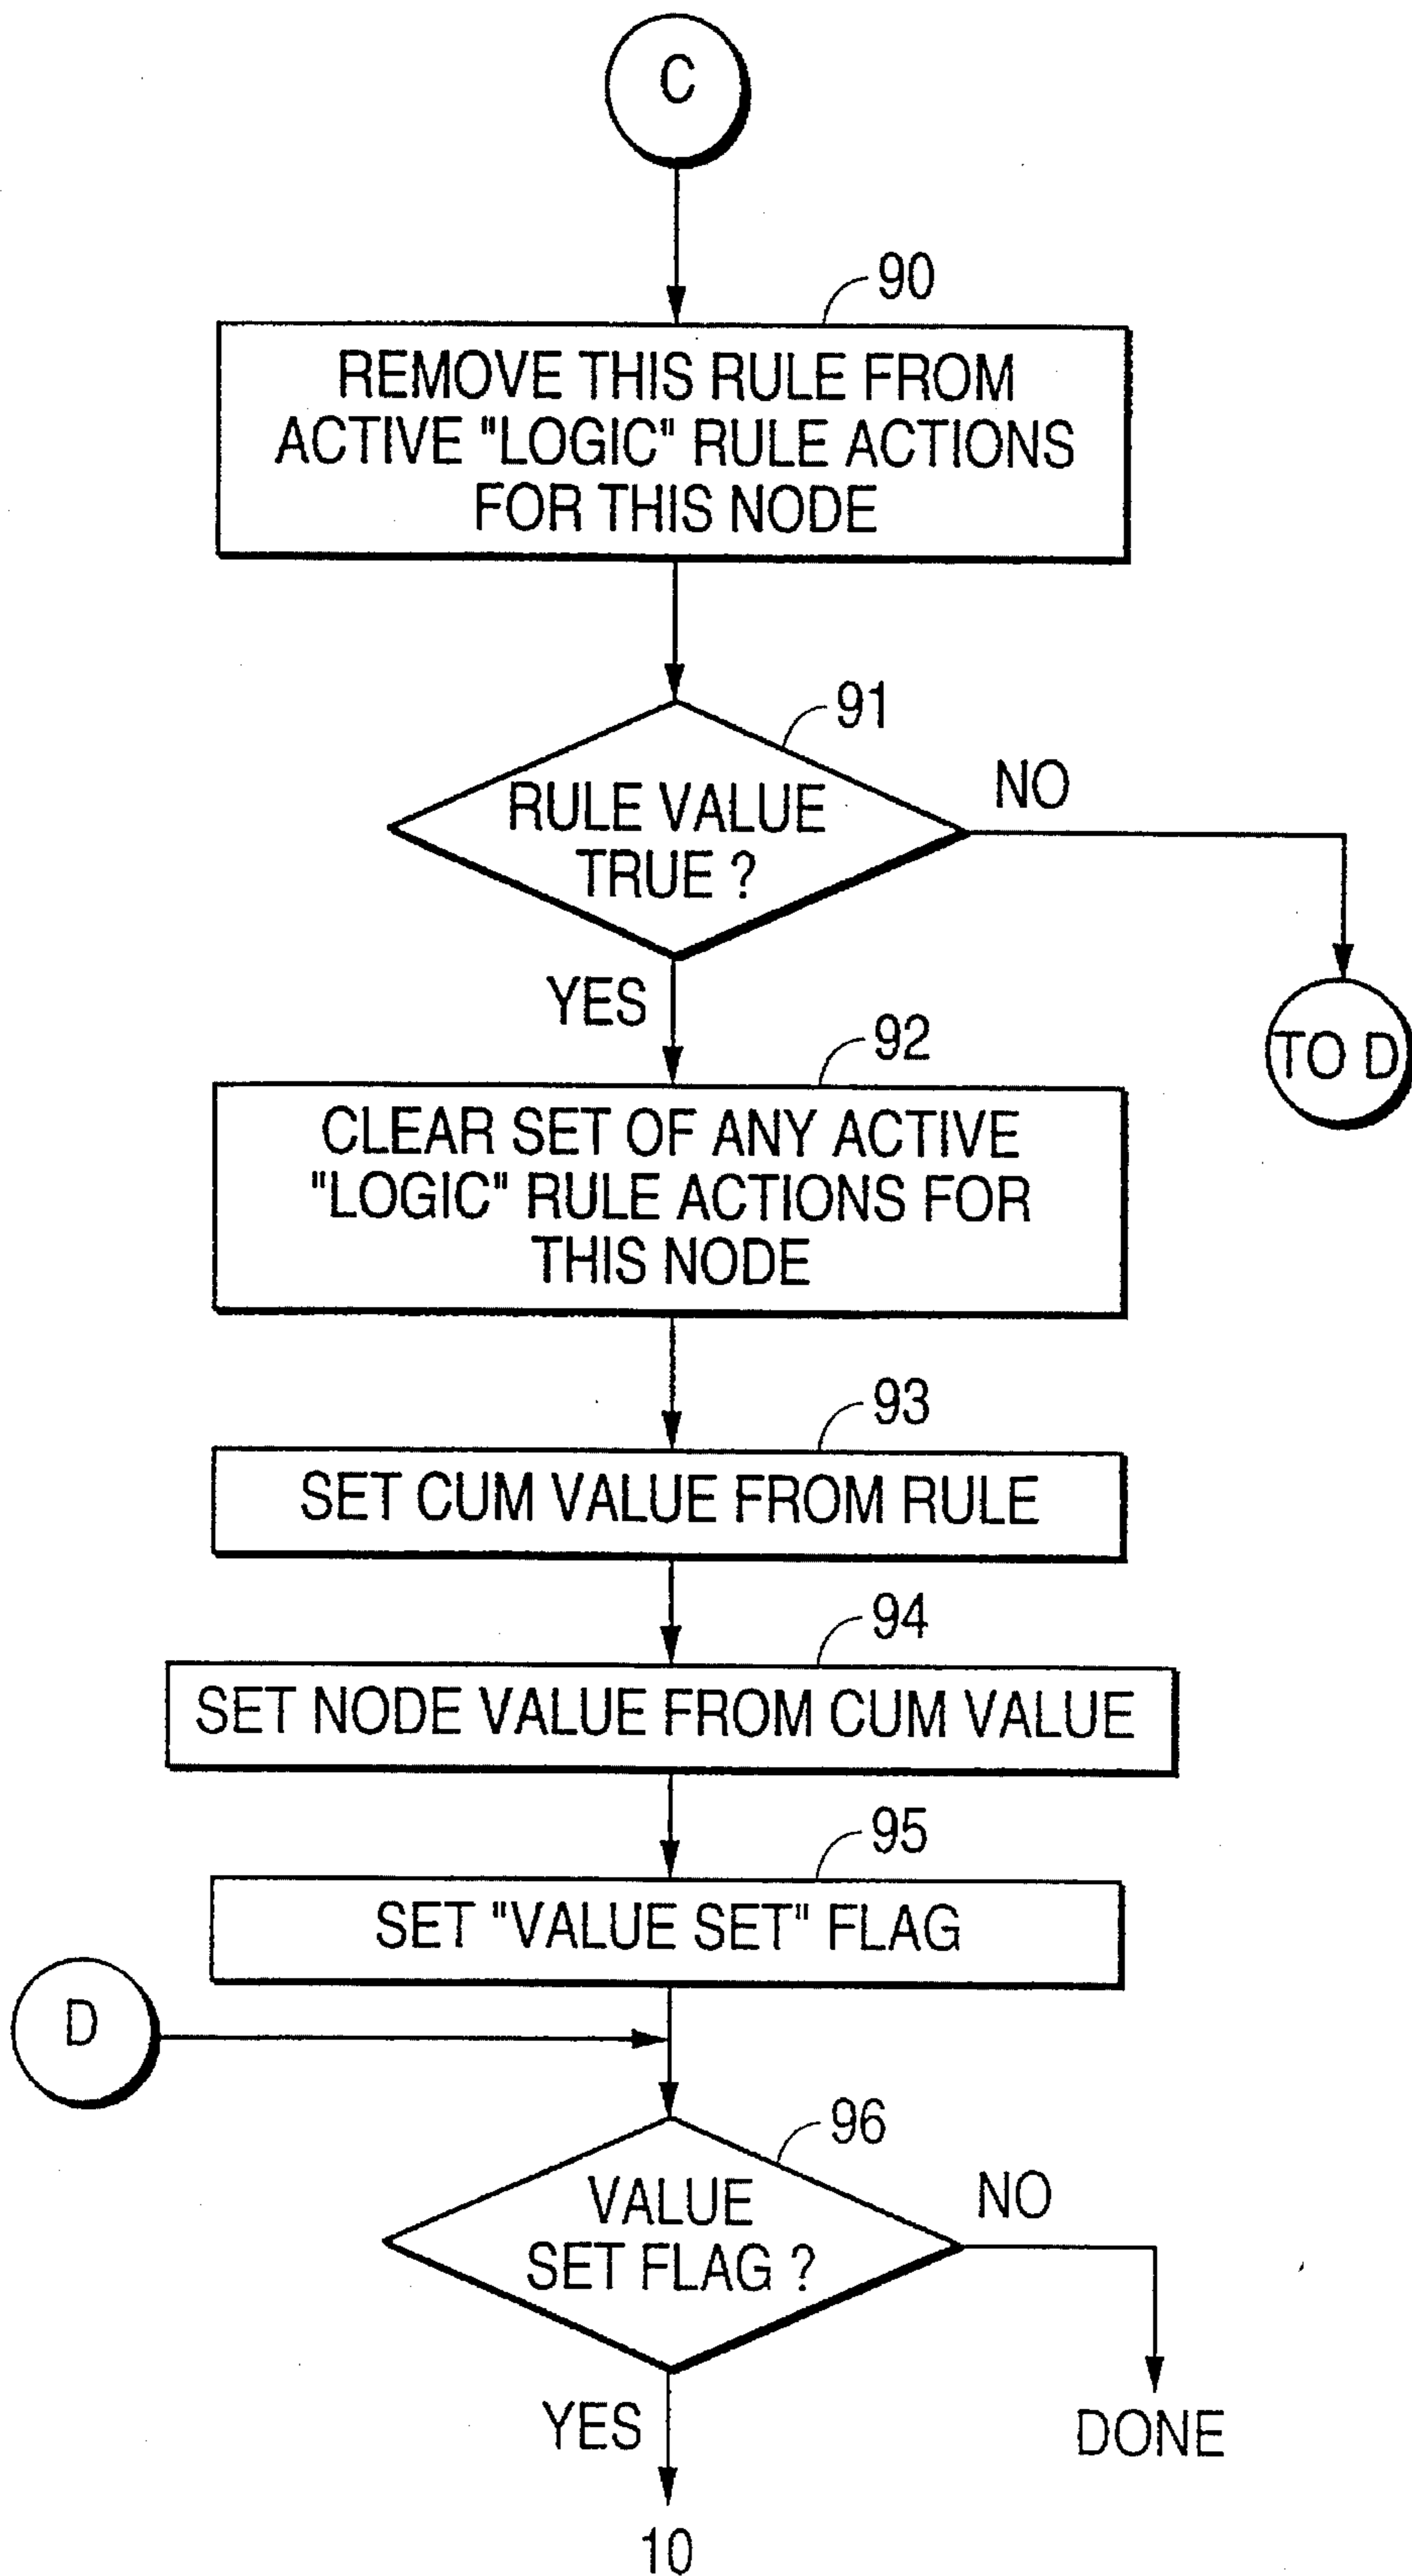 C
90
REMOVE THIS RULE FROM
ACTIVE "LOGIC" RULE ACTIONS
FOR THIS NODE
91
RULE VALUE
TRUE ?
NO
YES
TO D
92
CLEAR SET OF ANY ACTIVE
"LOGIC" RULE ACTIONS FOR
THIS NODE
93
SET CUM VALUE FROM RULE
94
SET NODE VALUE FROM CUM VALUE
95
SET "VALUE SET" FLAG
D
96
VALUE
SET FLAG ?
NO
YES
DONE
10